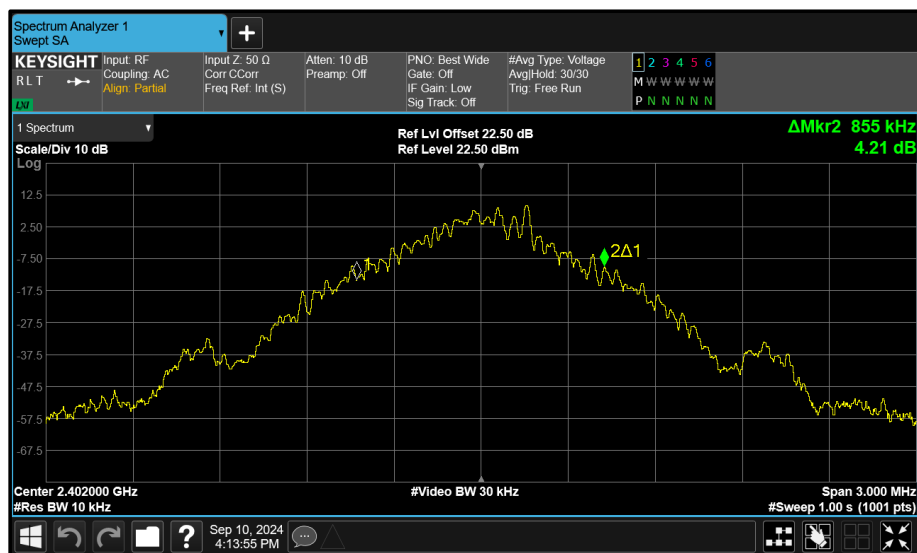 Spectrum Analyzer 1
Swept SA
+
KEYSIGHT
R L T
LXI
Input: RF
Coupling: AC
Align: Partial
Input Z: 50 Ω
Corr CCorr
Freq Ref: Int (S)
Atten: 10 dB
Preamp: Off
PNO: Best Wide
Gate: Off
IF Gain: Low
Sig Track: Off
#Avg Type: Voltage
Avg|Hold: 30/30
Trig: Free Run
1 2 3 4 5 6
M W W W W W
P N N N N N
1 Spectrum
Scale/Div 10 dB
Ref Lvl Offset 22.50 dB
Ref Level 22.50 dBm
ΔMkr2 855 kHz
4.21 dB
Log
12.5
2.50
-7.50
-17.5
-27.5
-37.5
-47.5
-57.5
-67.5
1
2Δ1
Center 2.402000 GHz
#Res BW 10 kHz
#Video BW 30 kHz
Span 3.000 MHz
#Sweep 1.00 s (1001 pts)
?
Sep 10, 2024
4:13:55 PM